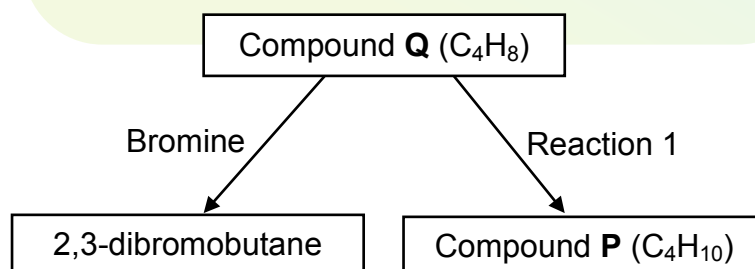 Compound Q (C₄H₈)
Bromine
Reaction 1
2,3-dibromobutane
Compound P (C₄H₁₀)